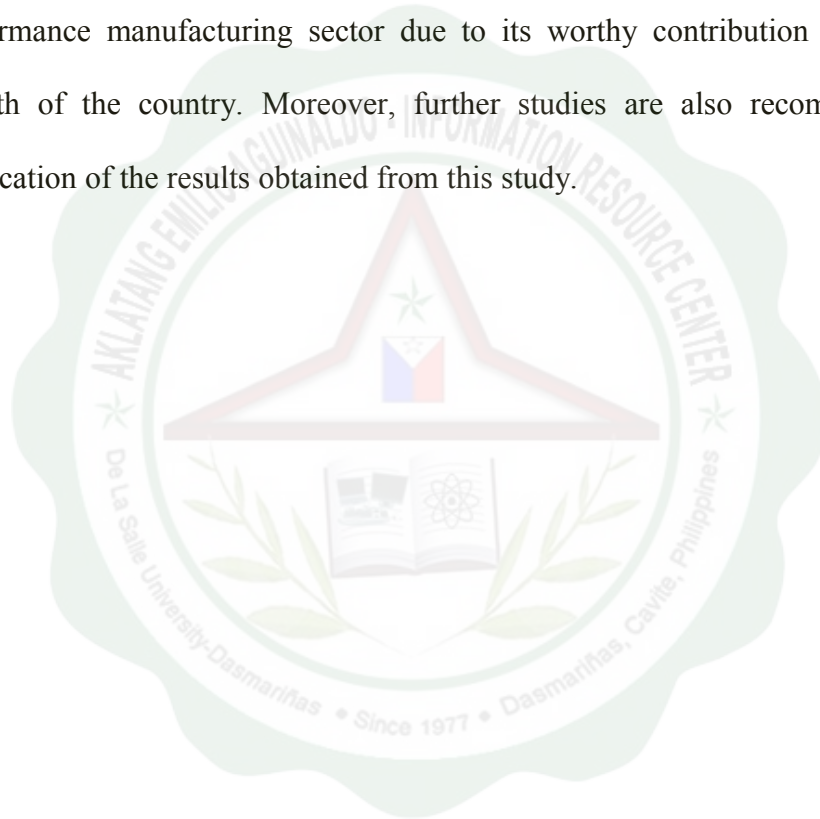 rmance manufacturing sector due to its worthy contribution
th of the country. Moreover, further studies are also recom
cation of the results obtained from this study.
AKLATANG EMILIO AGUINALDO - INFORMATION RESOURCE CENTER
De La Salle University-Dasmariñas • Since 1977 • Dasmariñas, Cavite, Philippines